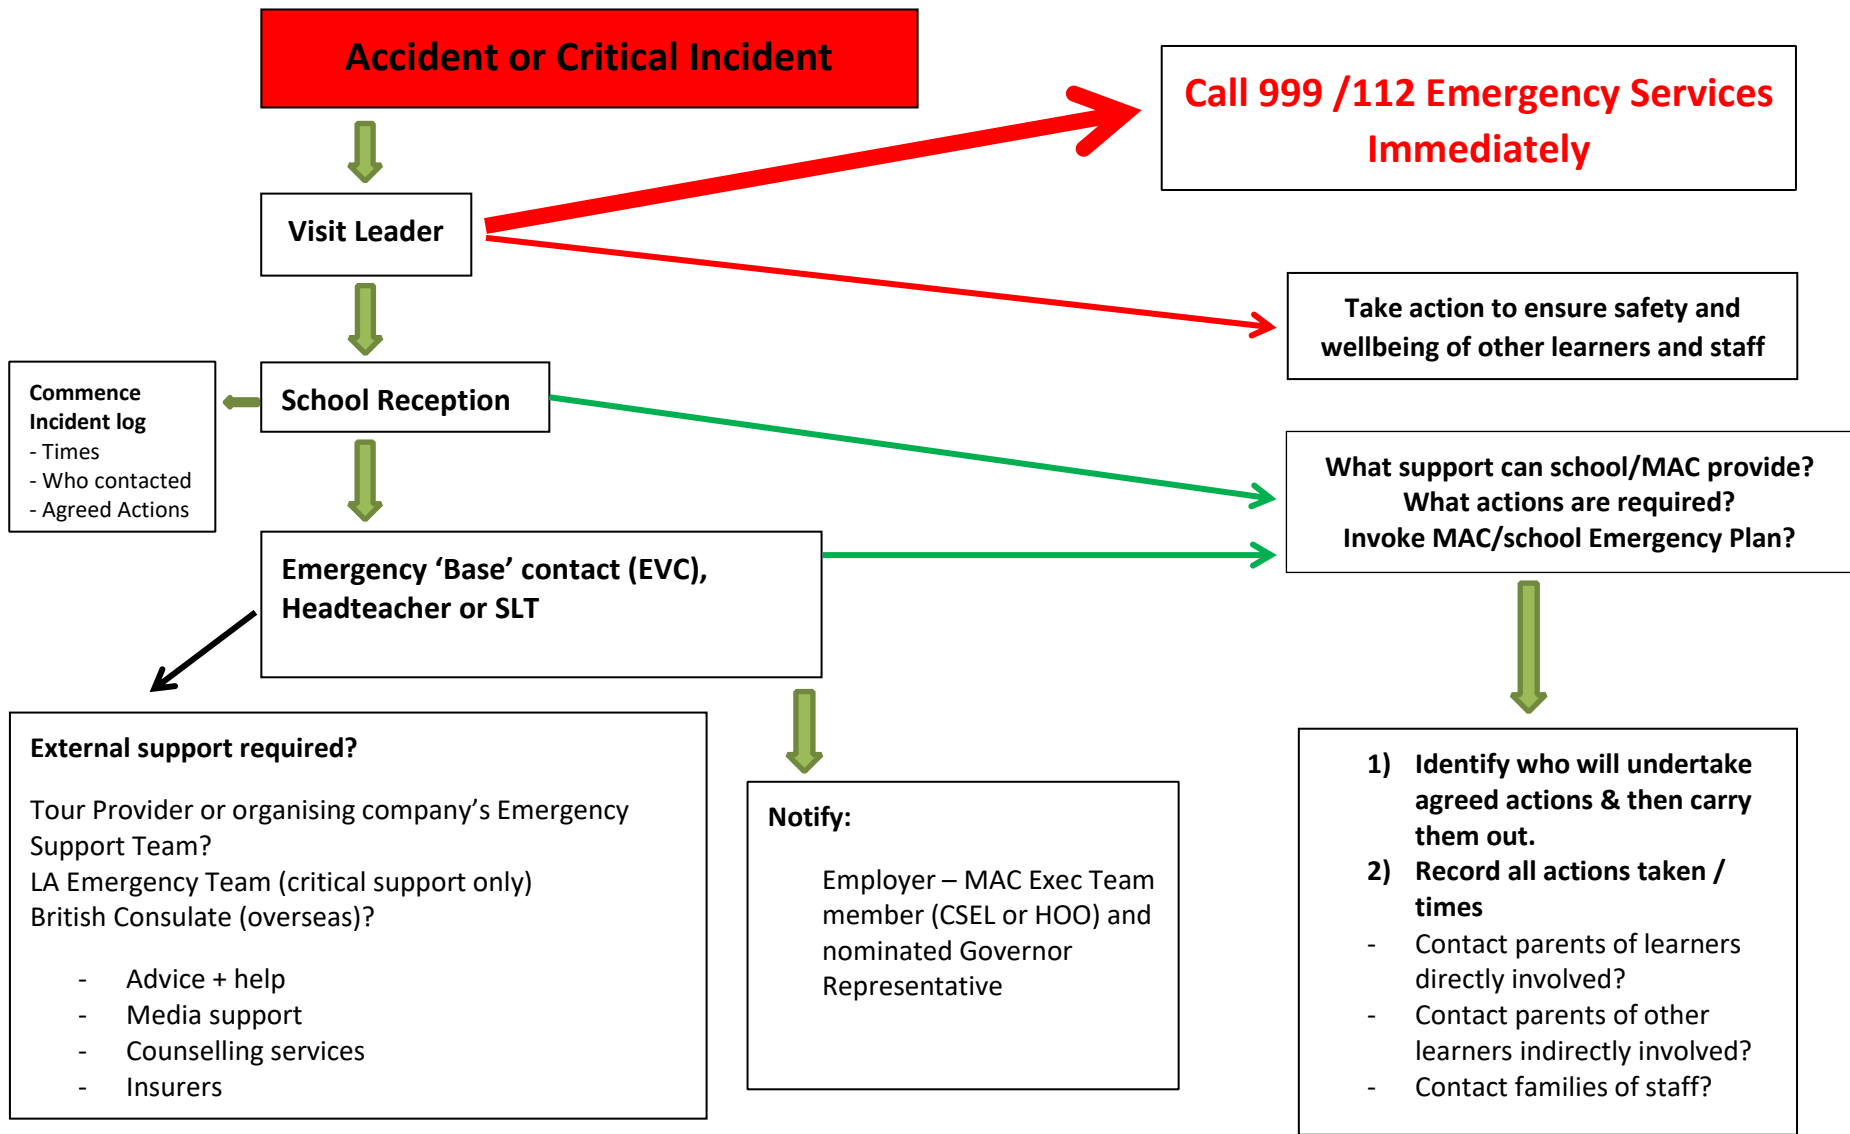 Accident or Critical Incident
Call 999 /112 Emergency Services
Immediately
Visit Leader
Take action to ensure safety and
wellbeing of other learners and staff
School Reception
Commence
Incident log
- Times
- Who contacted
- Agreed Actions
What support can school/MAC provide?
What actions are required?
Invoke MAC/school Emergency Plan?
Emergency ‘Base’ contact (EVC),
Headteacher or SLT
External support required?
Tour Provider or organising company’s Emergency
Support Team?
LA Emergency Team (critical support only)
British Consulate (overseas)?
- Advice + help
- Media support
- Counselling services
- Insurers
Notify:
Employer – MAC Exec Team
member (CSEL or HOO) and
nominated Governor
Representative
1) Identify who will undertake
agreed actions & then carry
them out.
2) Record all actions taken /
times
- Contact parents of learners
directly involved?
- Contact parents of other
learners indirectly involved?
- Contact families of staff?